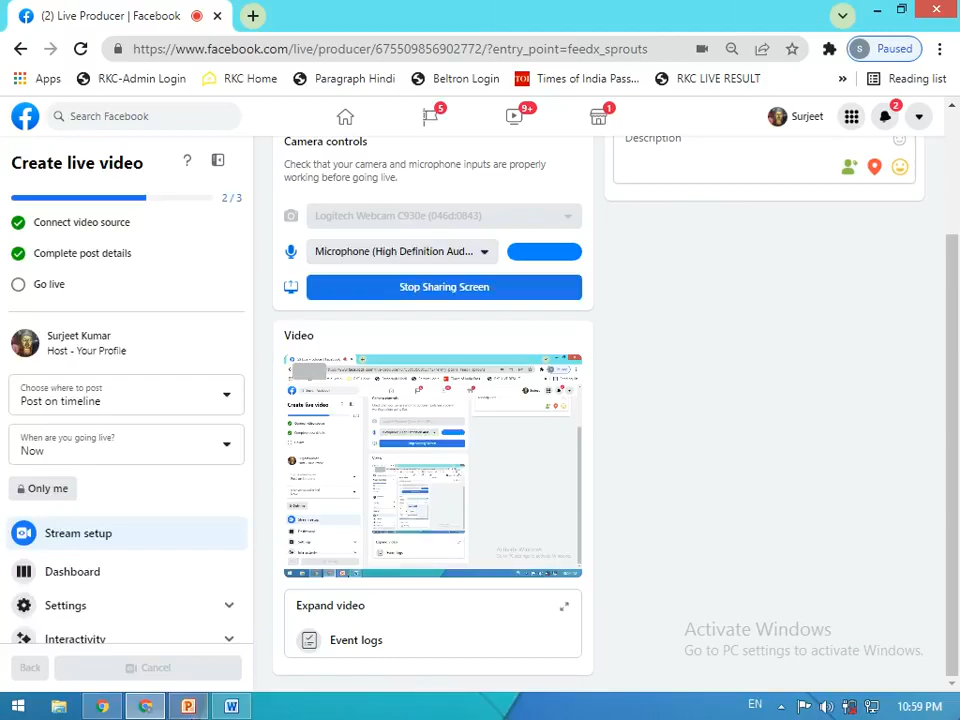 (2) Live Producer | Facebook
https://www.facebook.com/live/producer/675509856902772/?entry_point=feedx_sprouts
S Paused
Apps RKC-Admin Login RKC Home Paragraph Hindi Beltron Login TOI Times of India Pass... RKC LIVE RESULT » Reading list
Search Facebook 5 9+ 1 Surjeet 2
Create live video
2 / 3
Connect video source
Complete post details
Go live
Surjeet Kumar
Host - Your Profile
Choose where to post
Post on timeline
When are you going live?
Now
Only me
Stream setup
Dashboard
Settings
Interactivity
Back Cancel
Camera controls
Check that your camera and microphone inputs are properly
working before going live.
Logitech Webcam C930e (046d:0843)
Microphone (High Definition Aud...
Stop Sharing Screen
Video
Expand video
Event logs
Description
Activate Windows
Go to PC settings to activate Windows.
EN 10:59 PM